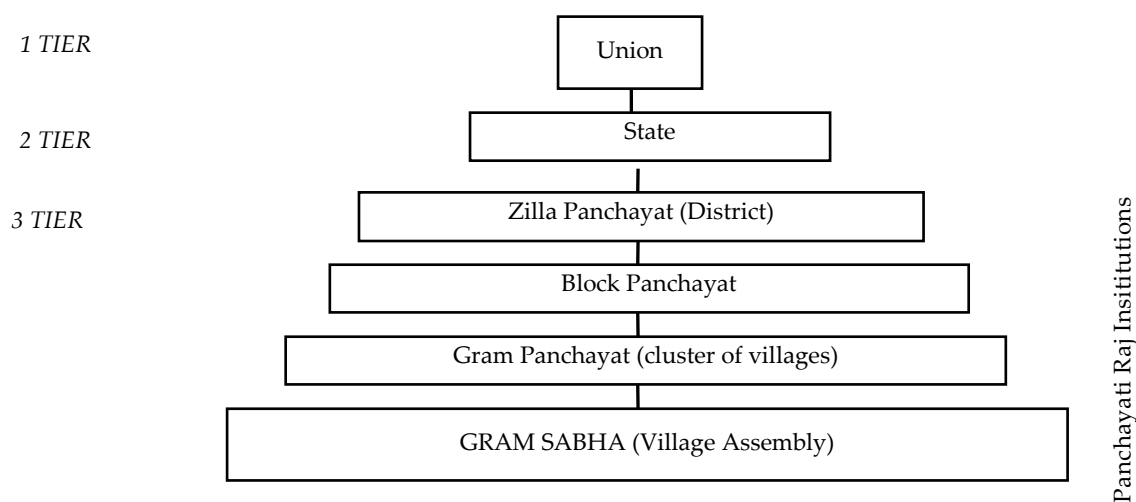 1 TIER
Union
2 TIER
State
3 TIER
Zilla Panchayat (District)
Block Panchayat
Gram Panchayat (cluster of villages)
GRAM SABHA (Village Assembly)
Panchayati Raj Insititutions